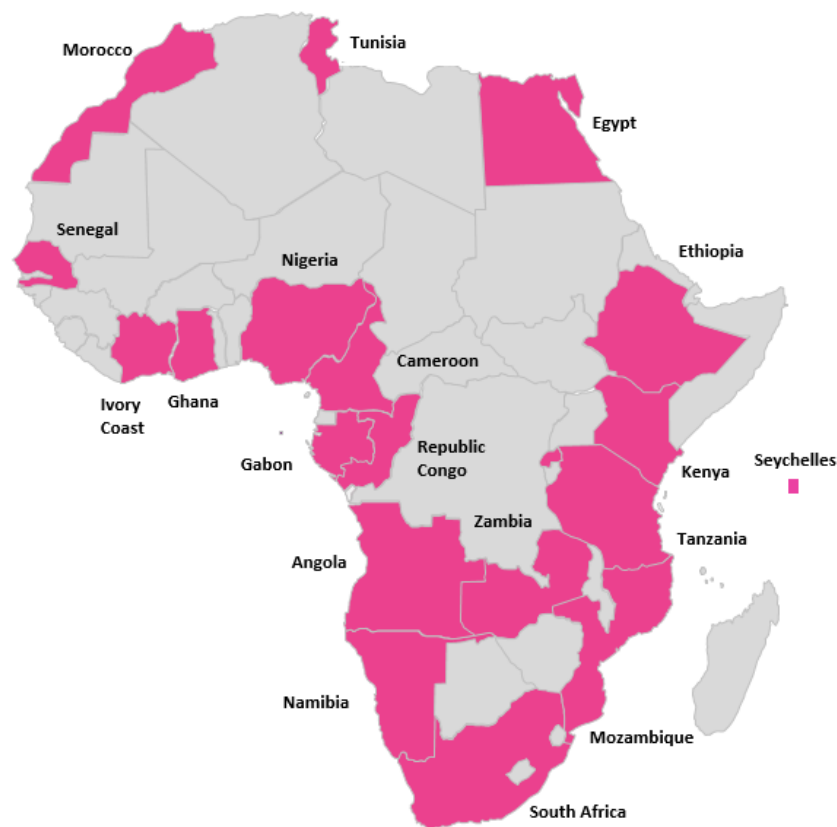 Morocco
Tunisia
Egypt
Senegal
Nigeria
Ethiopia
Cameroon
Ivory
Coast
Ghana
Gabon
Republic
Congo
Kenya
Seychelles
Zambia
Tanzania
Angola
Namibia
Mozambique
South Africa